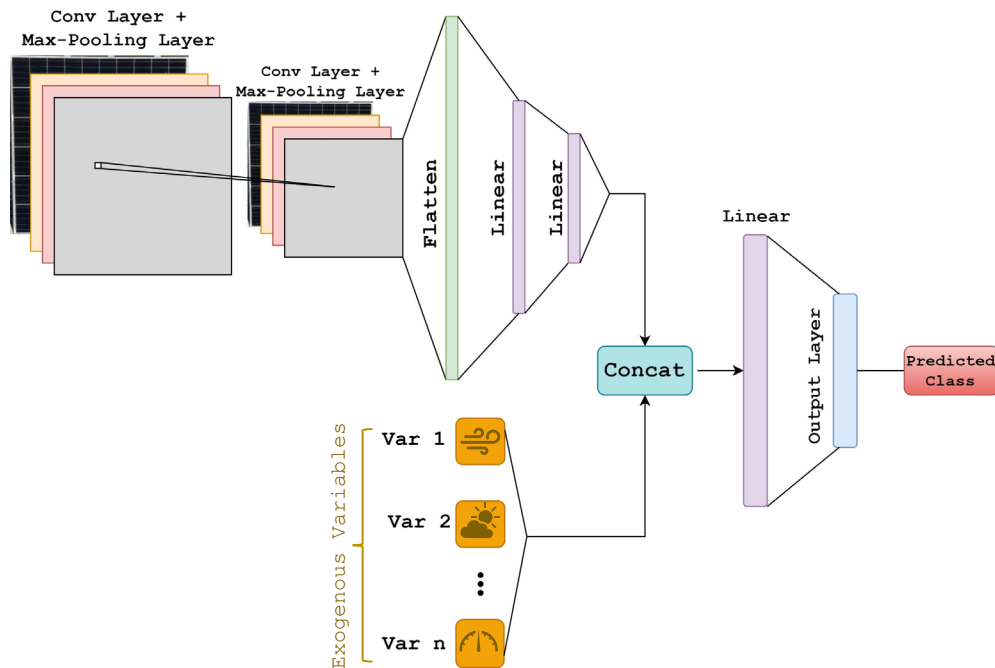 Conv Layer +
Max-Pooling Layer
Conv Layer +
Max-Pooling Layer
Flatten
Linear
Linear
Linear
Output Layer
Concat
Predicted
Class
Exogenous Variables
Var 1
Var 2
Var n